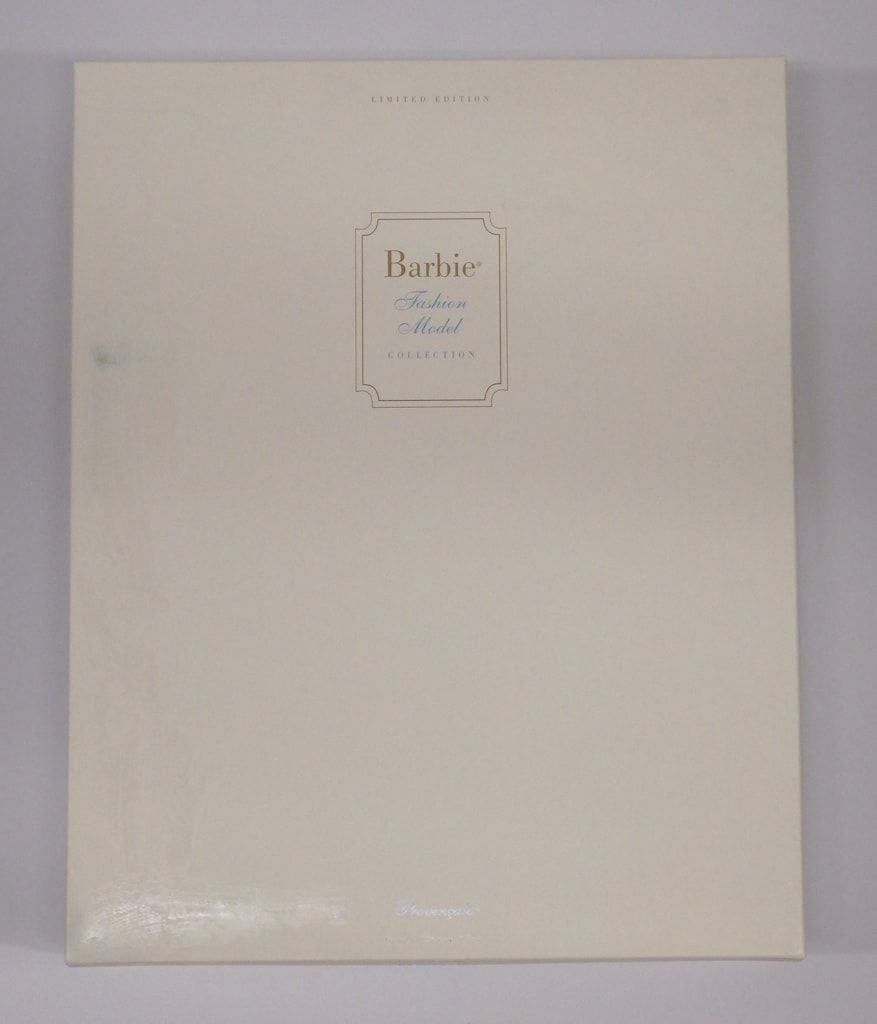 LIMITED EDITION
Barbie®
Fashion
Model
COLLECTION
Provençale